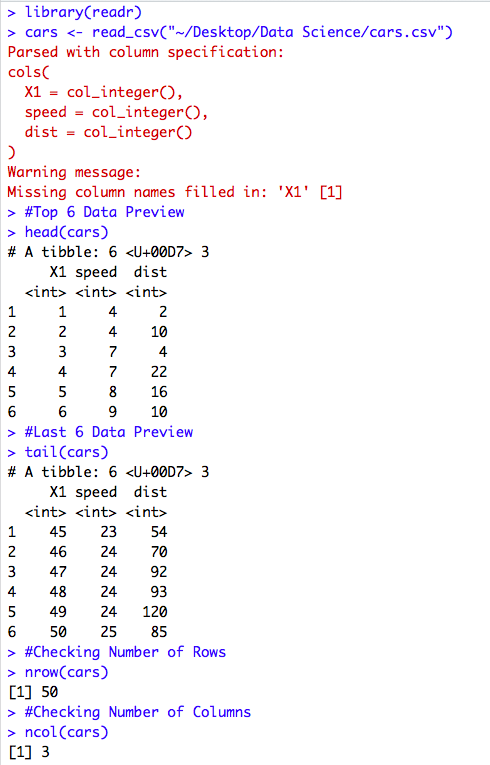 > library(readr)
> cars <- read_csv("~/Desktop/Data Science/cars.csv")
Parsed with column specification:
cols(
  X1 = col_integer(),
  speed = col_integer(),
  dist = col_integer()
)
Warning message:
Missing column names filled in: 'X1' [1]
> #Top 6 Data Preview
> head(cars)
# A tibble: 6 <U+00D7> 3
     X1 speed  dist
  <int> <int> <int>
1     1     4     2
2     2     4    10
3     3     7     4
4     4     7    22
5     5     8    16
6     6     9    10
> #Last 6 Data Preview
> tail(cars)
# A tibble: 6 <U+00D7> 3
     X1 speed  dist
  <int> <int> <int>
1    45    23    54
2    46    24    70
3    47    24    92
4    48    24    93
5    49    24   120
6    50    25    85
> #Checking Number of Rows
> nrow(cars)
[1] 50
> #Checking Number of Columns
> ncol(cars)
[1] 3